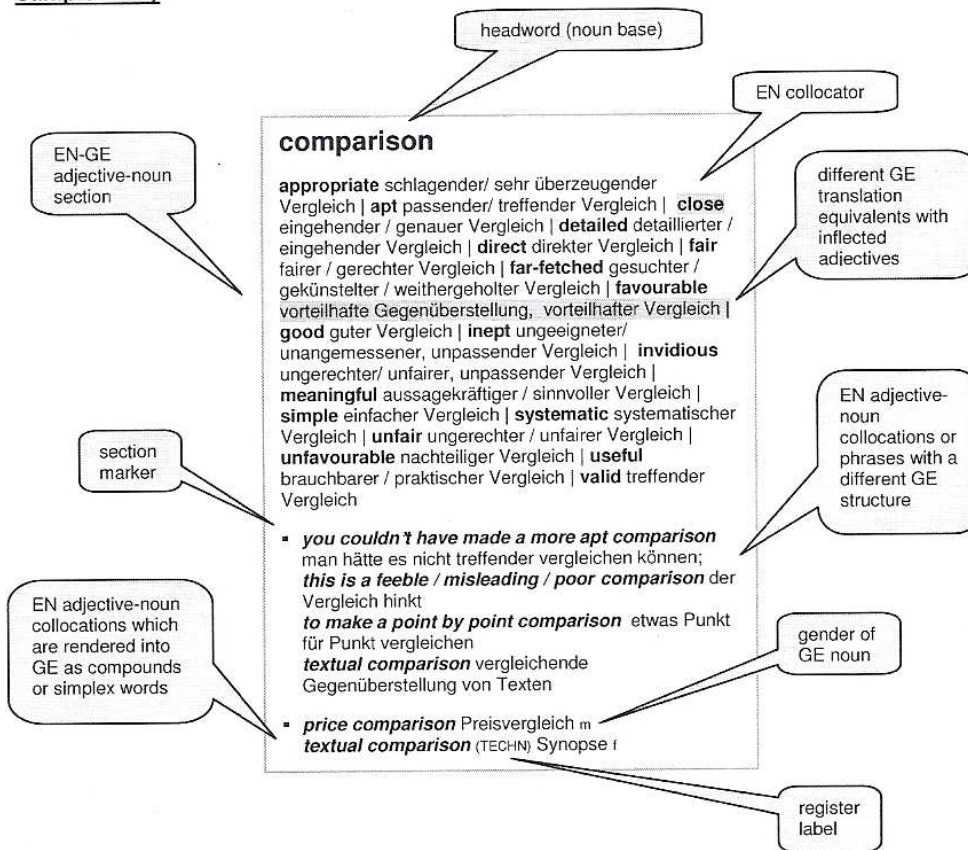 headword (noun base)
EN collocator
EN-GE
adjective-noun
section
different GE
translation
equivalents with
inflected
adjectives
comparison
appropriate schlagender/ sehr überzeugender
Vergleich | apt passender/ treffender Vergleich | close
eingehender / genauer Vergleich | detailed detaillierter /
eingehender Vergleich | direct direkter Vergleich | fair
fairer / gerechter Vergleich | far-fetched gesuchter /
gekünstelter / weithergeholter Vergleich | favourable
vorteilhafte Gegenüberstellung, vorteilhafter Vergleich |
good guter Vergleich | inept ungeeigneter/
unangemessener, unpassender Vergleich | invidious
ungerechter/ unfairer, unpassender Vergleich |
meaningful aussagekräftiger / sinnvoller Vergleich |
simple einfacher Vergleich | systematic systematischer
Vergleich | unfair ungerechter / unfairer Vergleich |
unfavourable nachteiliger Vergleich | useful
brauchbarer / praktischer Vergleich | valid treffender
Vergleich
section
marker
EN adjective-
noun
collocations or
phrases with a
different GE
structure
▪ you couldn't have made a more apt comparison
man hätte es nicht treffender vergleichen können;
this is a feeble / misleading / poor comparison der
Vergleich hinkt
to make a point by point comparison etwas Punkt
für Punkt vergleichen
textual comparison vergleichende
Gegenüberstellung von Texten
EN adjective-noun
collocations which
are rendered into
GE as compounds
or simplex words
gender of
GE noun
▪ price comparison Preisvergleich m
textual comparison (TECHN) Synopse f
register
label